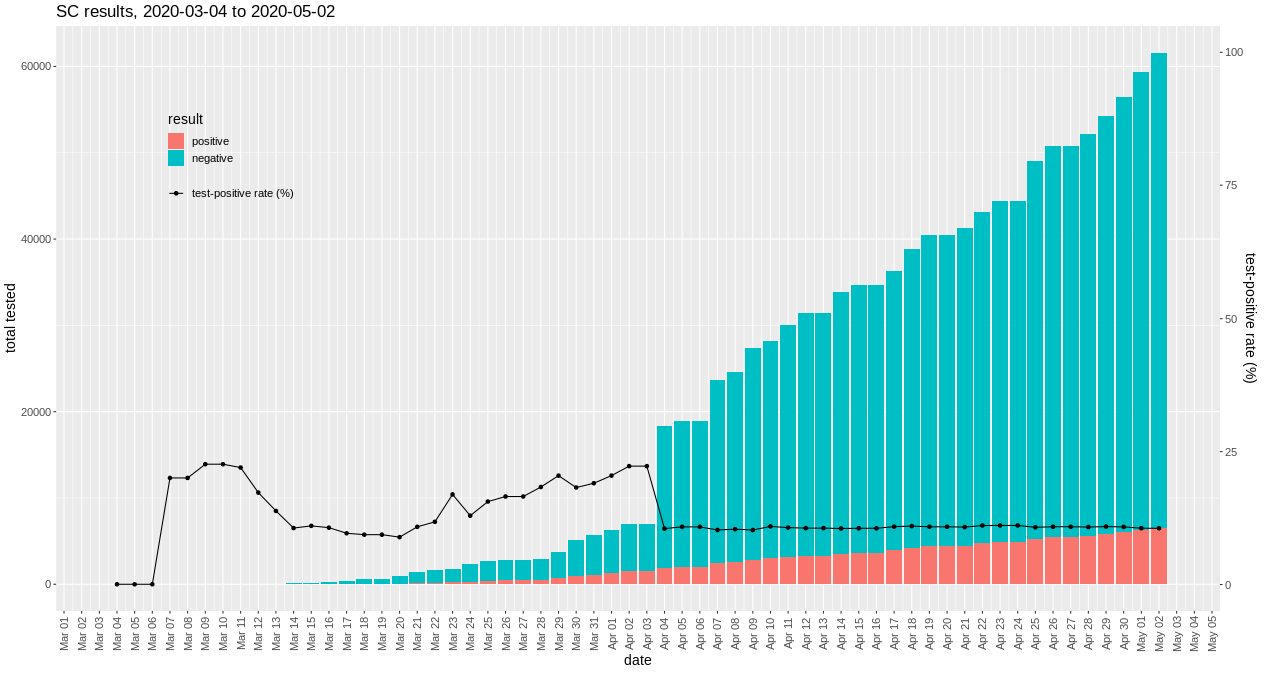 SC results, 2020-03-04 to 2020-05-02
60000
40000
20000
0
total tested
result
positive
negative
test-positive rate (%)
100
75
50
25
0
test-positive rate (%)
Mar 01
Mar 02
Mar 03
Mar 04
Mar 05
Mar 06
Mar 07
Mar 08
Mar 09
Mar 10
Mar 11
Mar 12
Mar 13
Mar 14
Mar 15
Mar 16
Mar 17
Mar 18
Mar 19
Mar 20
Mar 21
Mar 22
Mar 23
Mar 24
Mar 25
Mar 26
Mar 27
Mar 28
Mar 29
Mar 30
Mar 31
Apr 01
Apr 02
Apr 03
Apr 04
Apr 05
Apr 06
Apr 07
Apr 08
Apr 09
Apr 10
Apr 11
Apr 12
Apr 13
Apr 14
Apr 15
Apr 16
Apr 17
Apr 18
Apr 19
Apr 20
Apr 21
Apr 22
Apr 23
Apr 24
Apr 25
Apr 26
Apr 27
Apr 28
Apr 29
Apr 30
May 01
May 02
May 03
May 04
May 05
date